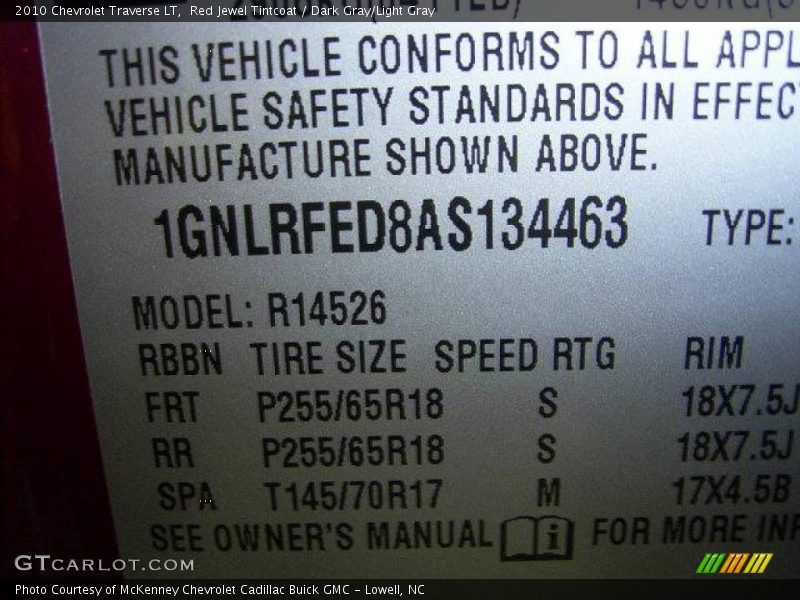 2010 Chevrolet Traverse LT,  Red Jewel Tintcoat / Dark Gray/Light Gray
THIS VEHICLE CONFORMS TO ALL APPL
VEHICLE SAFETY STANDARDS IN EFFEC
MANUFACTURE SHOWN ABOVE.
1GNLRFED8AS134463 TYPE:
MODEL: R14526
RBBN TIRE SIZE SPEED RTG RIM
FRT P255/65R18 S 18X7.5J
RR P255/65R18 S 18X7.5J
SPA T145/70R17 M 17X4.5B
SEE OWNER'S MANUAL i FOR MORE INF
GTCARLOT.COM
Photo Courtesy of McKenney Chevrolet Cadillac Buick GMC - Lowell, NC